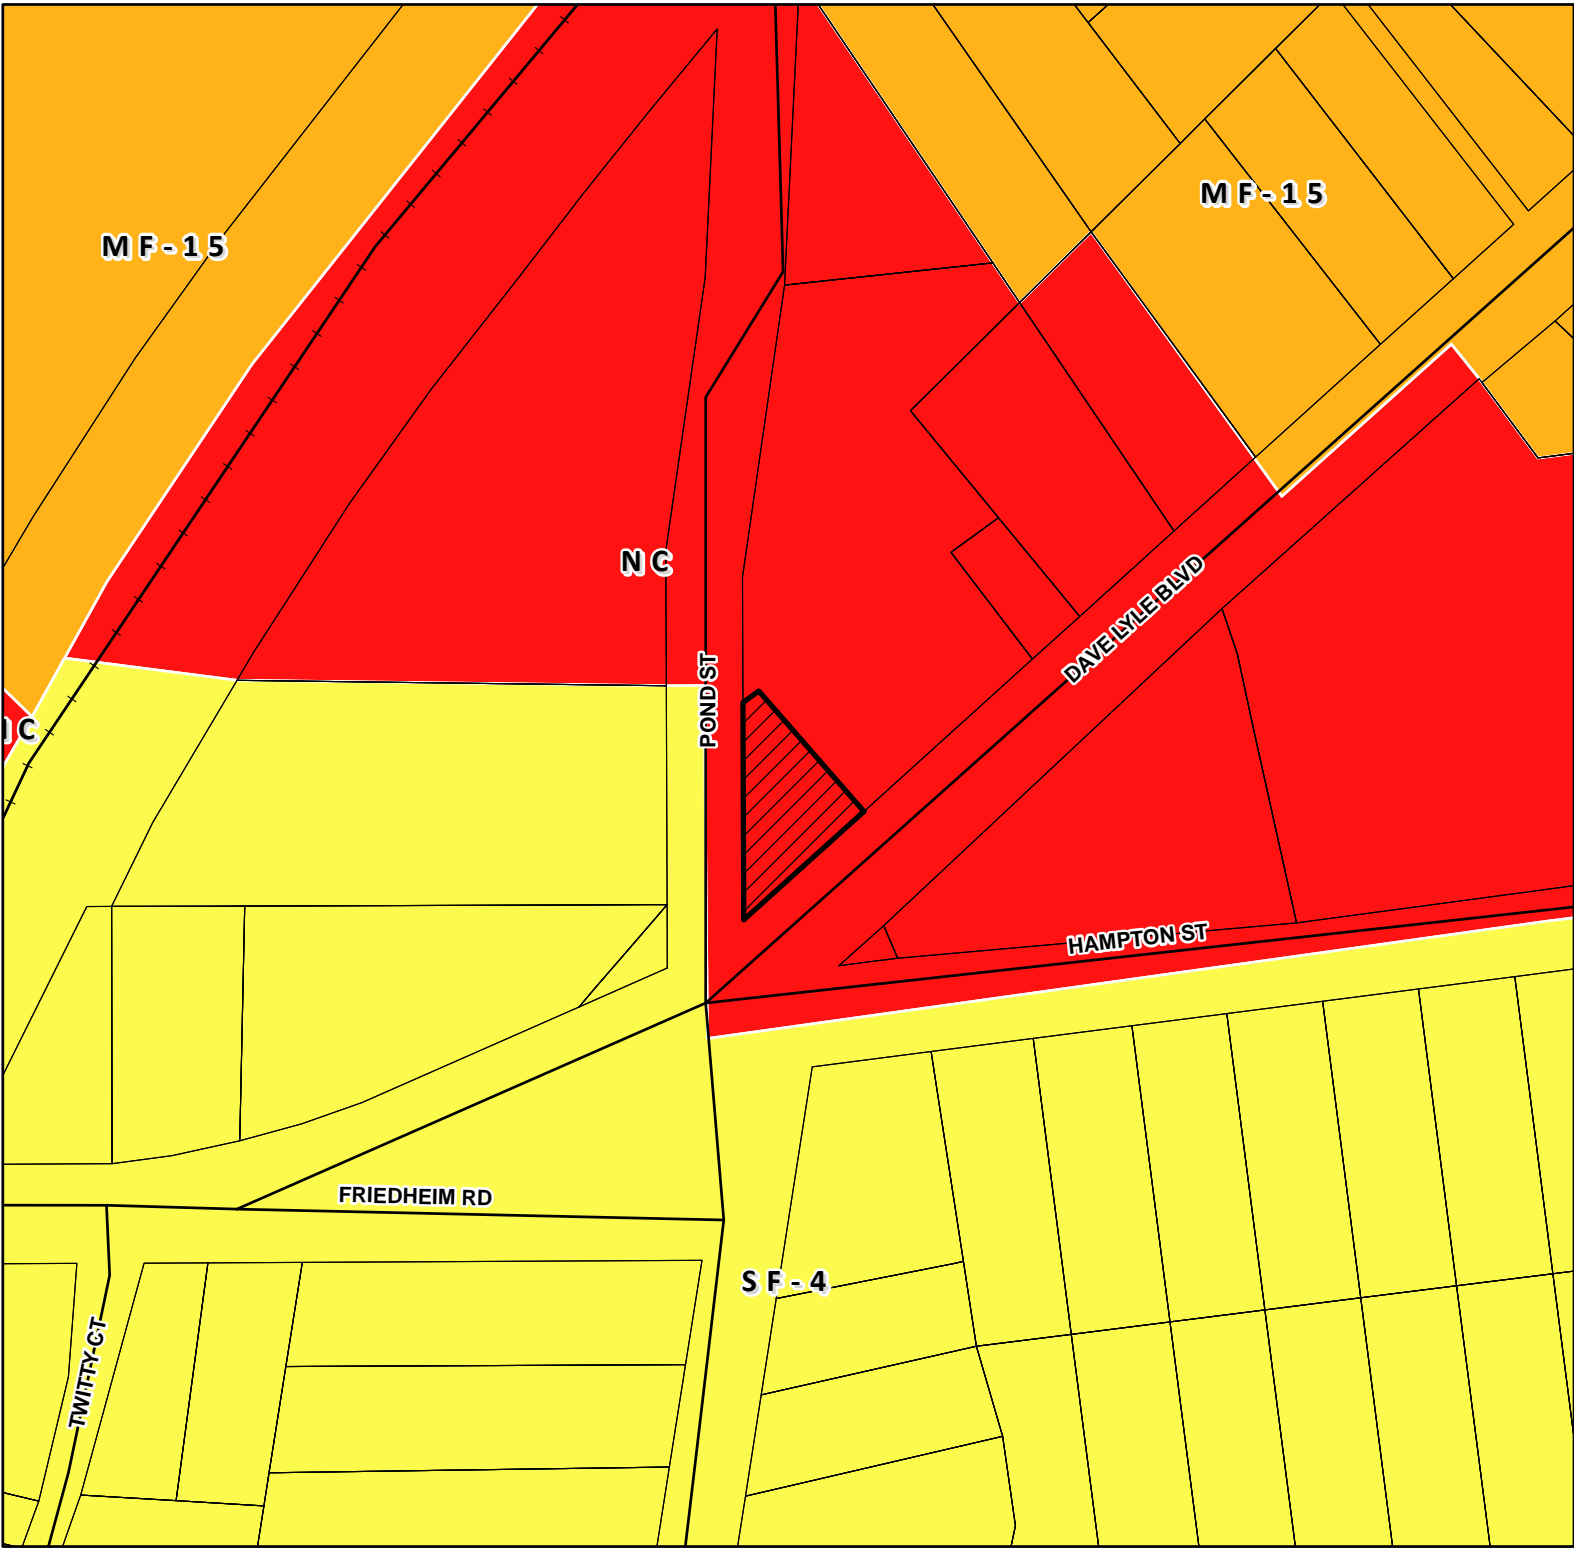 MF-15
MF-15
NC
DAVE LYLE BLVD
POND ST
C
HAMPTON ST
FRIEDHEIM RD
SF-4
TWITTY CT